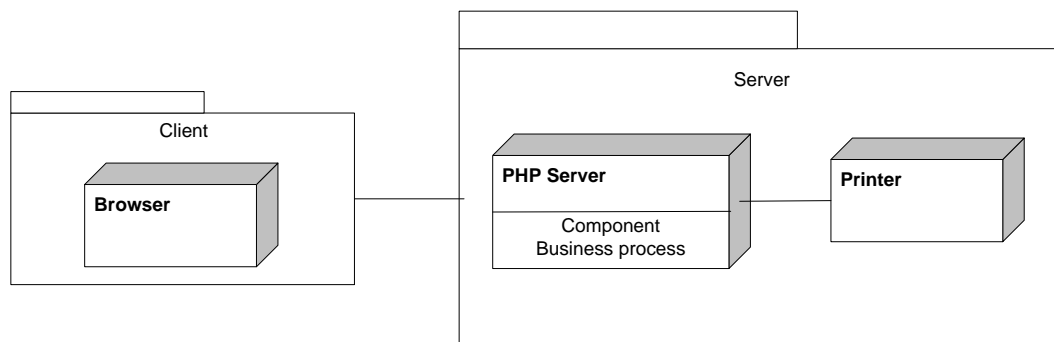 Client
Browser
Server
PHP Server
Component
Business process
Printer